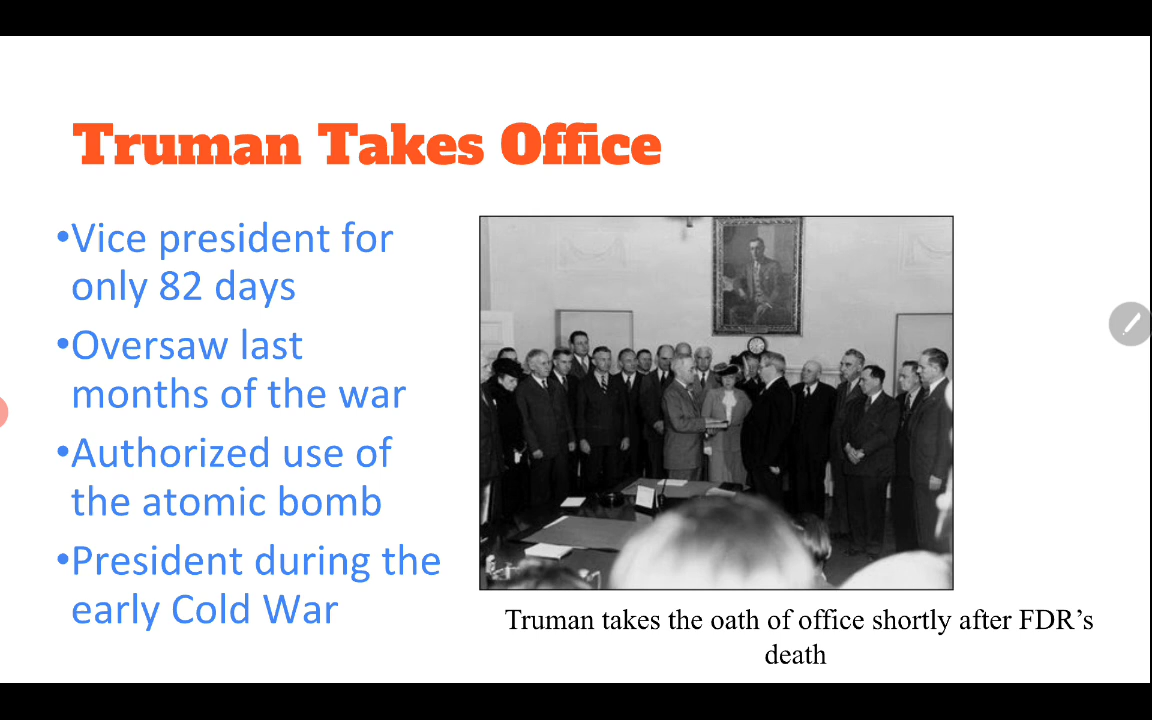 Truman Takes Office
•Vice president for
only 82 days
•Oversaw last
months of the war
•Authorized use of
the atomic bomb
•President during the
early Cold War
Truman takes the oath of office shortly after FDR’s
death